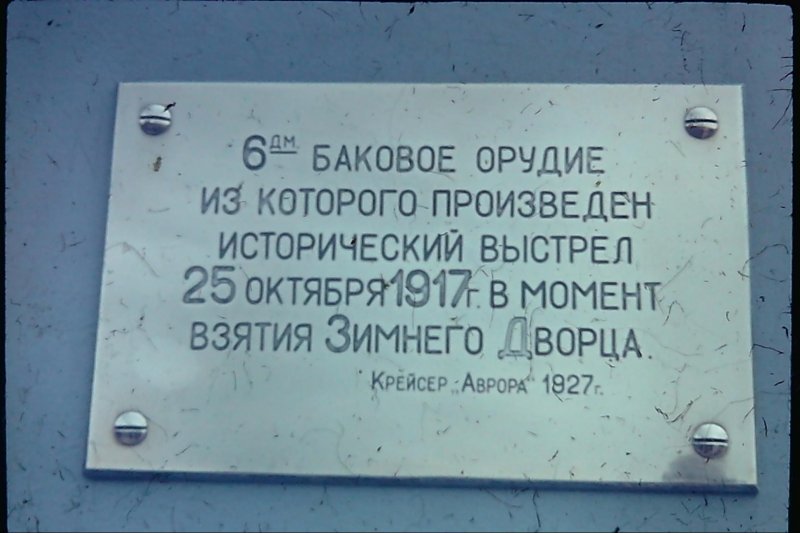 6дм. БАКОВОЕ ОРУДИЕ
ИЗ КОТОРОГО ПРОИЗВЕДЕН
ИСТОРИЧЕСКИЙ ВЫСТРЕЛ
25 ОКТЯБРЯ 1917г. В МОМЕНТ
ВЗЯТИЯ ЗИМНЕГО ДВОРЦА.
КРЕЙСЕР „АВРОРА“ 1927г.